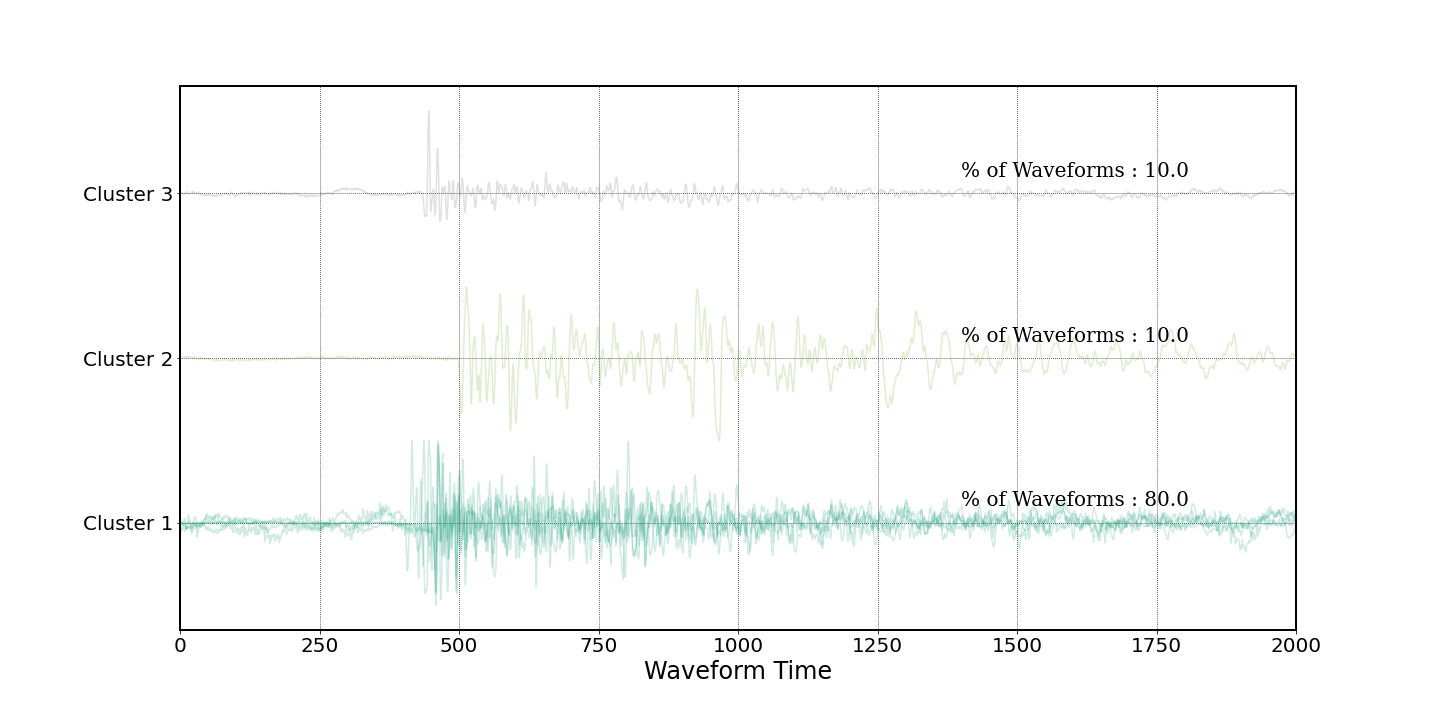 Cluster 3
% of Waveforms : 10.0
Cluster 2
% of Waveforms : 10.0
Cluster 1
% of Waveforms : 80.0
0 250 500 750 1000 1250 1500 1750 2000
Waveform Time